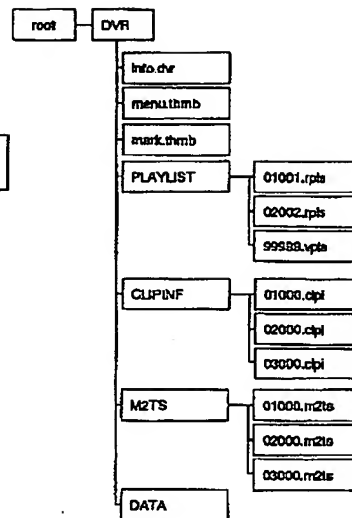 root
DVR
info.dvr
menu.thmb
mark.thmb
PLAYLIST
01001.rpls
02002.rpls
99988.vpls
CLIPINF
01000.clpi
02000.clpi
03000.clpi
M2TS
01000.m2ts
02000.m2ts
03000.m2ts
DATA